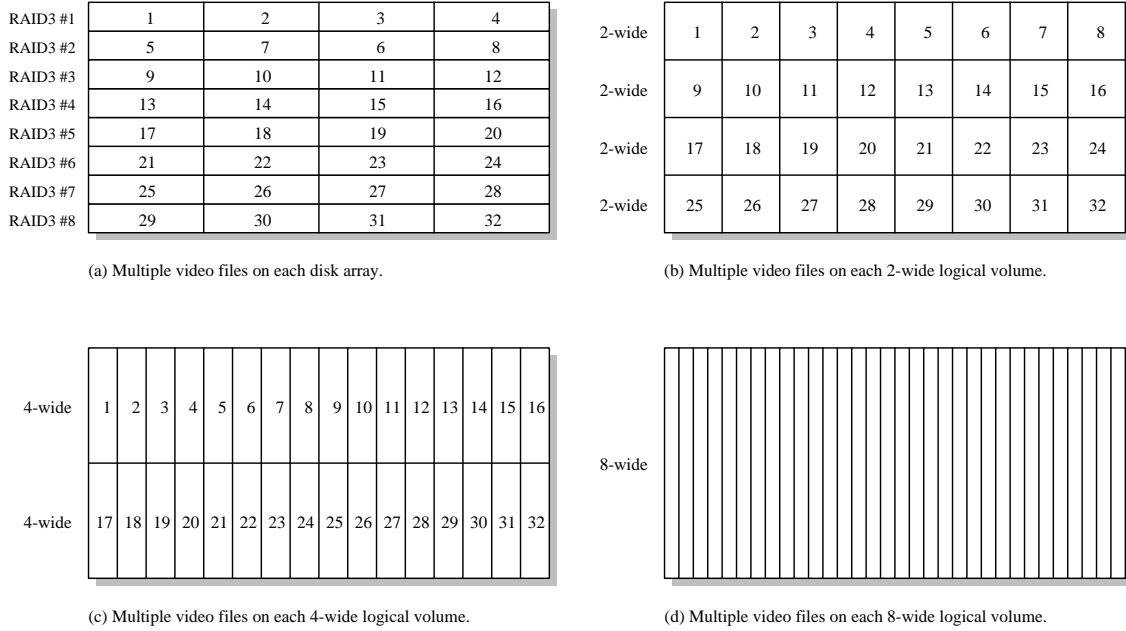 RAID3 #1 1 2 3 4
RAID3 #2 5 7 6 8
RAID3 #3 9 10 11 12
RAID3 #4 13 14 15 16
RAID3 #5 17 18 19 20
RAID3 #6 21 22 23 24
RAID3 #7 25 26 27 28
RAID3 #8 29 30 31 32
(a) Multiple video files on each disk array.
2-wide 1 2 3 4 5 6 7 8
2-wide 9 10 11 12 13 14 15 16
2-wide 17 18 19 20 21 22 23 24
2-wide 25 26 27 28 29 30 31 32
(b) Multiple video files on each 2-wide logical volume.
4-wide 1 2 3 4 5 6 7 8 9 10 11 12 13 14 15 16
4-wide 17 18 19 20 21 22 23 24 25 26 27 28 29 30 31 32
(c) Multiple video files on each 4-wide logical volume.
8-wide
(d) Multiple video files on each 8-wide logical volume.